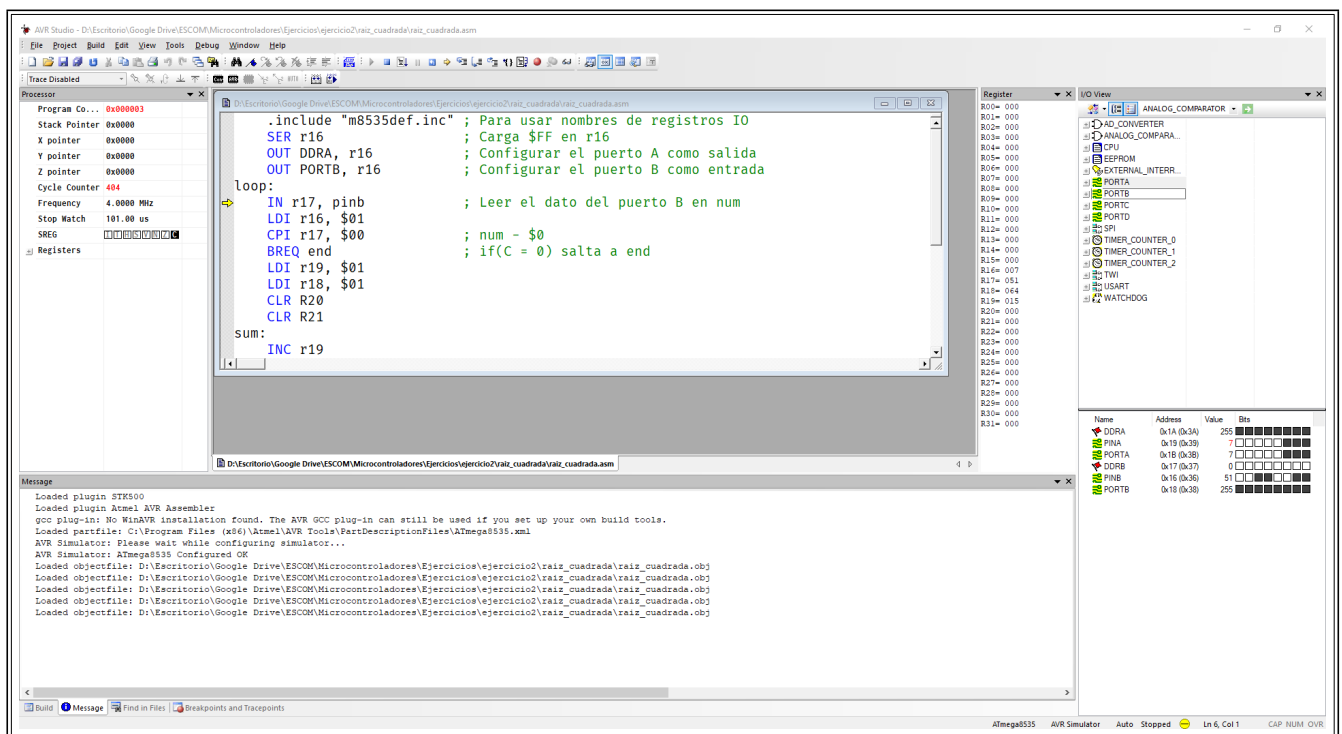 AVR Studio - D:\Escritorio\Google Drive\ESCOM\Microcontroladores\Ejercicios\ejercicio2\raiz_cuadrada\raiz_cuadrada.asm
File Project Build Edit View Tools Debug Window Help
Trace Disabled
Processor
Program Co... 0x000003
Stack Pointer 0x0000
X pointer 0x0000
Y pointer 0x0000
Z pointer 0x0000
Cycle Counter 404
Frequency 4.0000 MHz
Stop Watch 101.00 us
SREG I T H S V N Z C
Registers
D:\Escritorio\Google Drive\ESCOM\Microcontroladores\Ejercicios\ejercicio2\raiz_cuadrada\raiz_cuadrada.asm
.include "m8535def.inc" ; Para usar nombres de registros IO
SER r16 ; Carga $FF en r16
OUT DDRA, r16 ; Configurar el puerto A como salida
OUT PORTB, r16 ; Configurar el puerto B como entrada
loop:
IN r17, pinb ; Leer el dato del puerto B en num
LDI r16, $01
CPI r17, $00 ; num - $0
BREQ end ; if(C = 0) salta a end
LDI r19, $01
LDI r18, $01
CLR R20
CLR R21
sum:
INC r19
D:\Escritorio\Google Drive\ESCOM\Microcontroladores\Ejercicios\ejercicio2\raiz_cuadrada\raiz_cuadrada.asm
Register
R00= 000
R01= 000
R02= 000
R03= 000
R04= 000
R05= 000
R06= 000
R07= 000
R08= 000
R09= 000
R10= 000
R11= 000
R12= 000
R13= 000
R14= 000
R15= 000
R16= 007
R17= 051
R18= 064
R19= 015
R20= 000
R21= 000
R22= 000
R23= 000
R24= 000
R25= 000
R26= 000
R27= 000
R28= 000
R29= 000
R30= 000
R31= 000
I/O View
ANALOG_COMPARATOR
AD_CONVERTER
ANALOG_COMPARA...
CPU
EEPROM
EXTERNAL_INTERR...
PORTA
PORTB
PORTC
PORTD
SPI
TIMER_COUNTER_0
TIMER_COUNTER_1
TIMER_COUNTER_2
TWI
USART
WATCHDOG
Name Address Value Bits
DDRA 0x1A (0x3A) 255
PINA 0x19 (0x39) 7
PORTA 0x1B (0x3B) 7
DDRB 0x17 (0x37) 0
PINB 0x16 (0x36) 51
PORTB 0x18 (0x38) 255
Message
Loaded plugin STK500
Loaded plugin Atmel AVR Assembler
gcc plug-in: No WinAVR installation found. The AVR GCC plug-in can still be used if you set up your own build tools.
Loaded partfile: C:\Program Files (x86)\Atmel\AVR Tools\PartDescriptionFiles\ATmega8535.xml
AVR Simulator: Please wait while configuring simulator...
AVR Simulator: ATmega8535 Configured OK
Loaded objectfile: D:\Escritorio\Google Drive\ESCOM\Microcontroladores\Ejercicios\ejercicio2\raiz_cuadrada\raiz_cuadrada.obj
Loaded objectfile: D:\Escritorio\Google Drive\ESCOM\Microcontroladores\Ejercicios\ejercicio2\raiz_cuadrada\raiz_cuadrada.obj
Loaded objectfile: D:\Escritorio\Google Drive\ESCOM\Microcontroladores\Ejercicios\ejercicio2\raiz_cuadrada\raiz_cuadrada.obj
Loaded objectfile: D:\Escritorio\Google Drive\ESCOM\Microcontroladores\Ejercicios\ejercicio2\raiz_cuadrada\raiz_cuadrada.obj
Loaded objectfile: D:\Escritorio\Google Drive\ESCOM\Microcontroladores\Ejercicios\ejercicio2\raiz_cuadrada\raiz_cuadrada.obj
Build Message Find in Files Breakpoints and Tracepoints
ATmega8535 AVR Simulator Auto Stopped Ln 6, Col 1 CAP NUM OVR